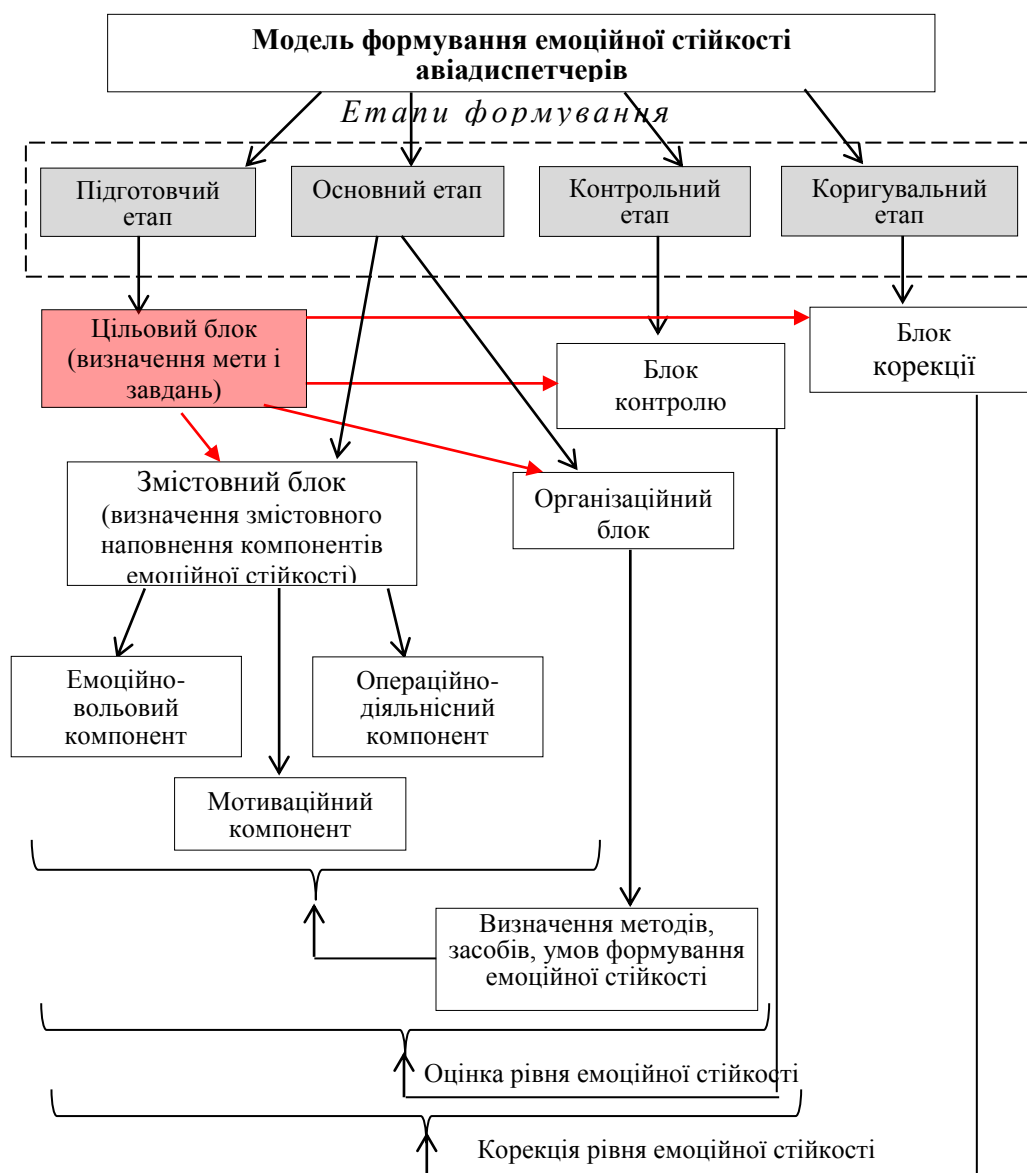 Модель формування емоційної стійкості
авіадиспетчерів
Етапи формування
Підготовчий
етап
Основний етап
Контрольний
етап
Коригувальний
етап
Цільовий блок
(визначення мети і
завдань)
Блок
контролю
Блок
корекції
Змістовний блок
(визначення змістовного
наповнення компонентів
емоційної стійкості)
Організаційний
блок
Емоційно-
вольовий
компонент
Операційно-
діяльнісний
компонент
Мотиваційний
компонент
Визначення методів,
засобів, умов формування
емоційної стійкості
Оцінка рівня емоційної стійкості
Корекція рівня емоційної стійкості